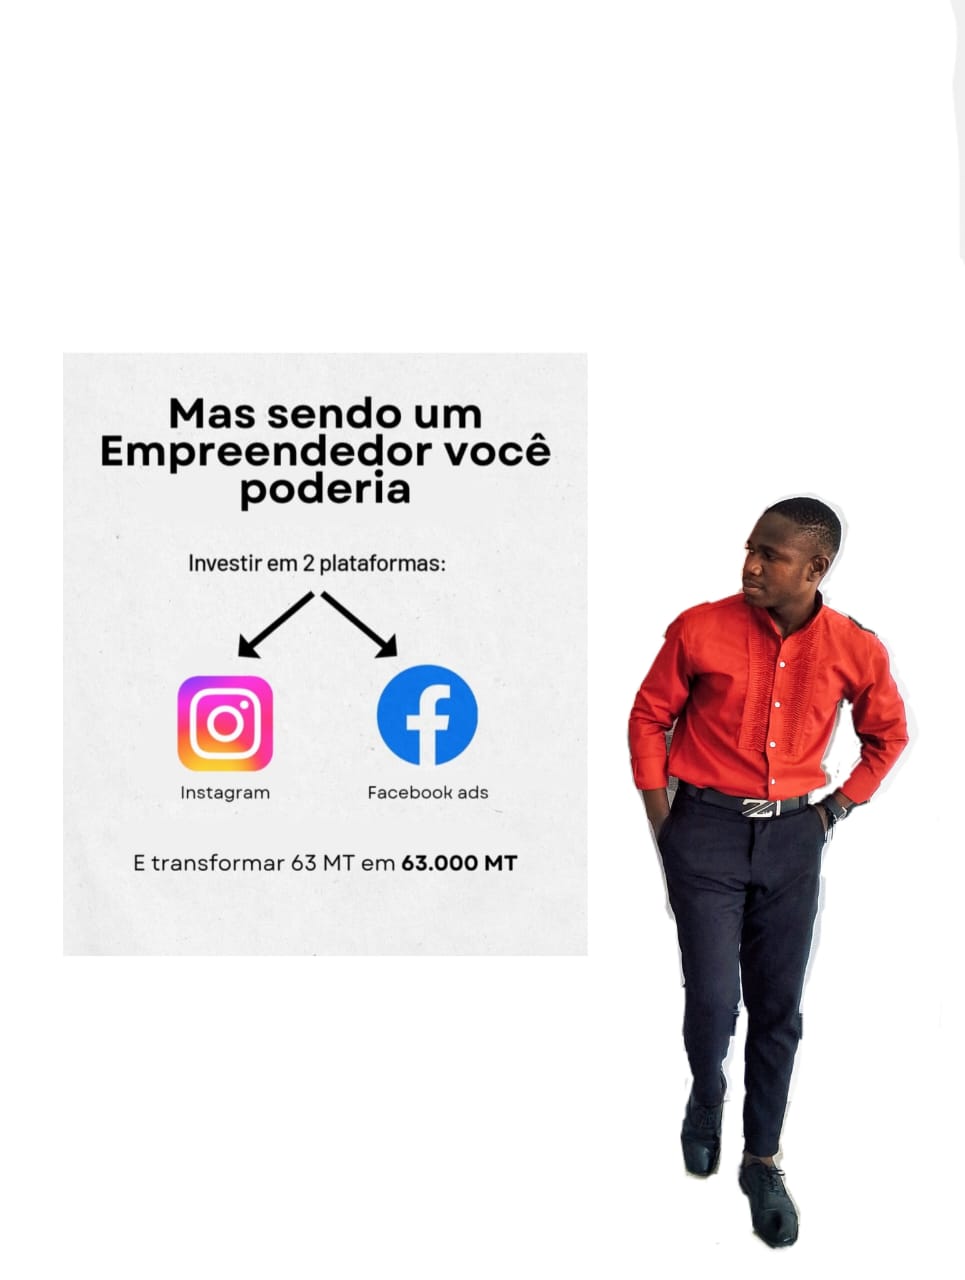 Mas sendo um
Empreendedor você
poderia
Investir em 2 plataformas:
Instagram
Facebook ads
E transformar 63 MT em 63.000 MT